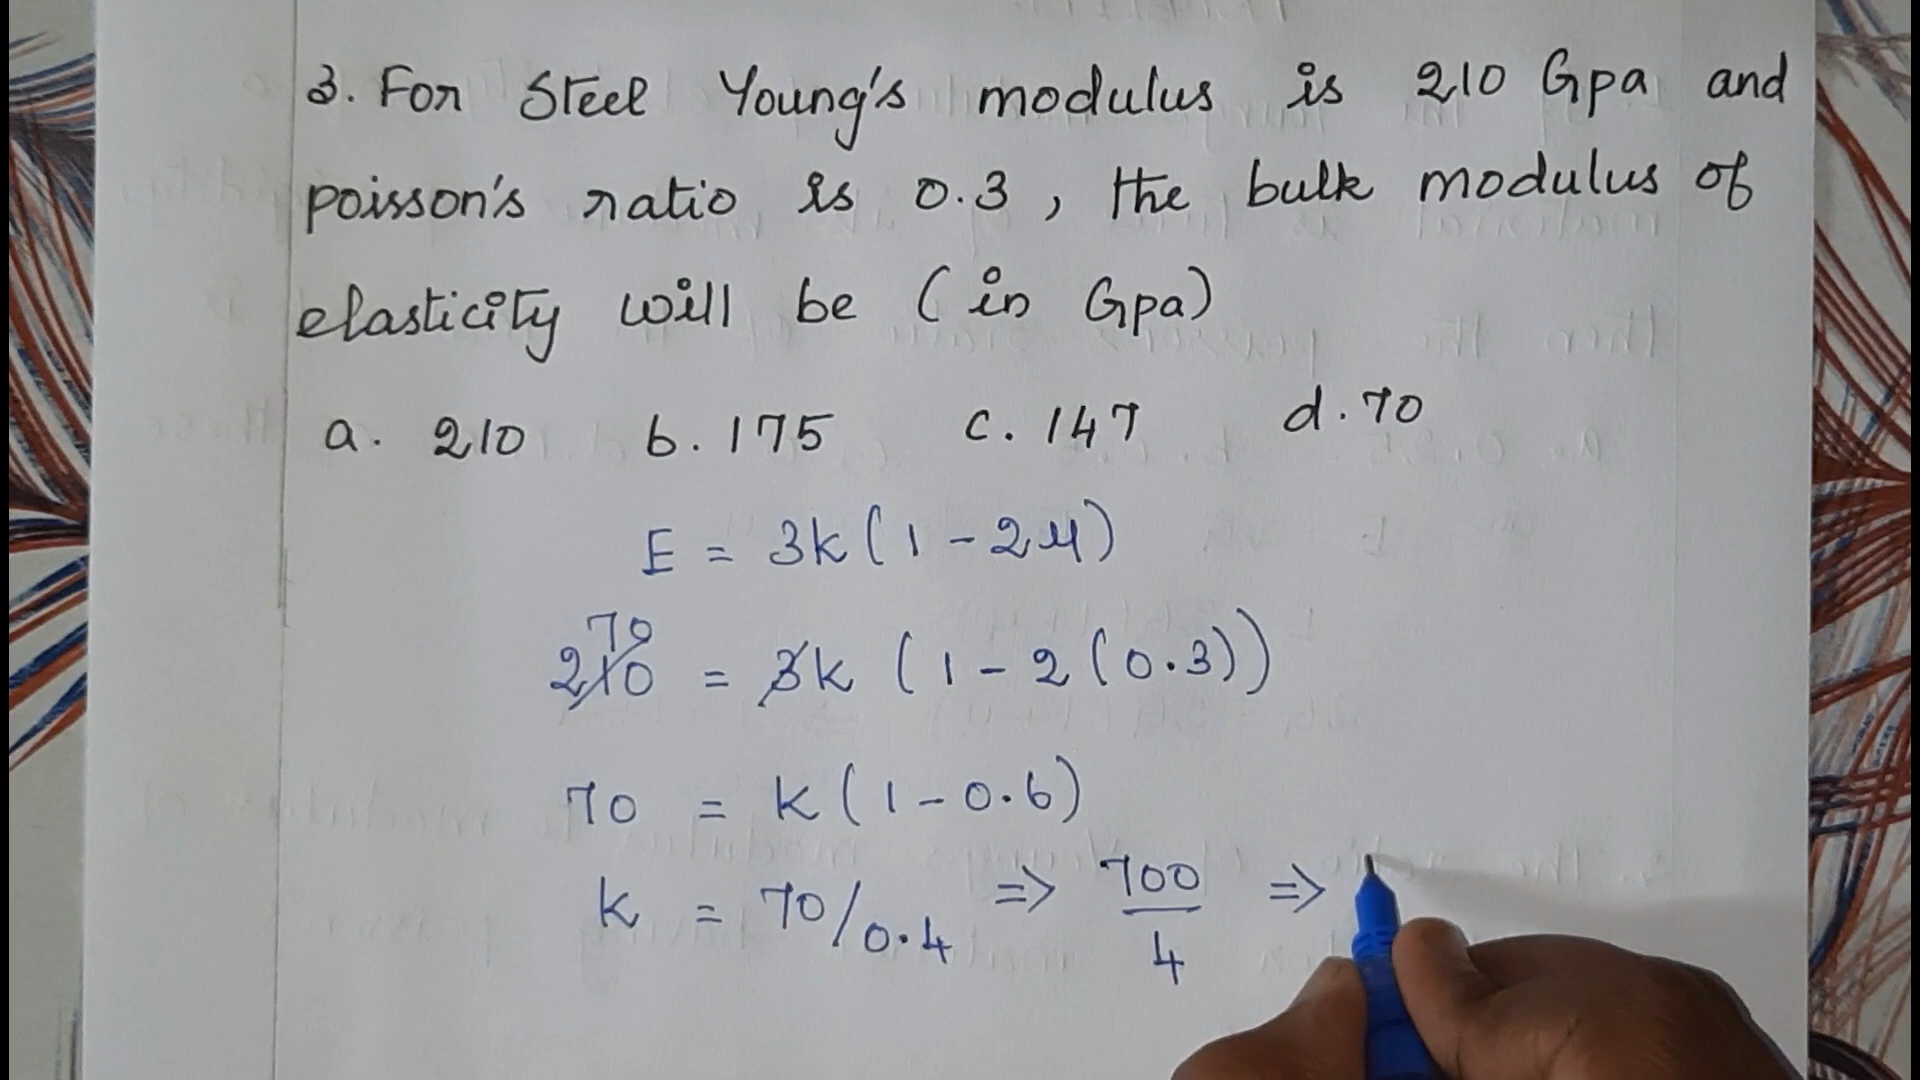 3. For Steel Young's modulus is 210 Gpa and
poisson's ratio is 0.3, the bulk modulus of
elasticity will be (in Gpa)
a. 210 b. 175 c. 147 d. 70
E = 3k(1-2μ)
70
210 = 3k (1-2(0.3))
70 = k(1-0.6)
k = 70/0.4 => 700/4 =>